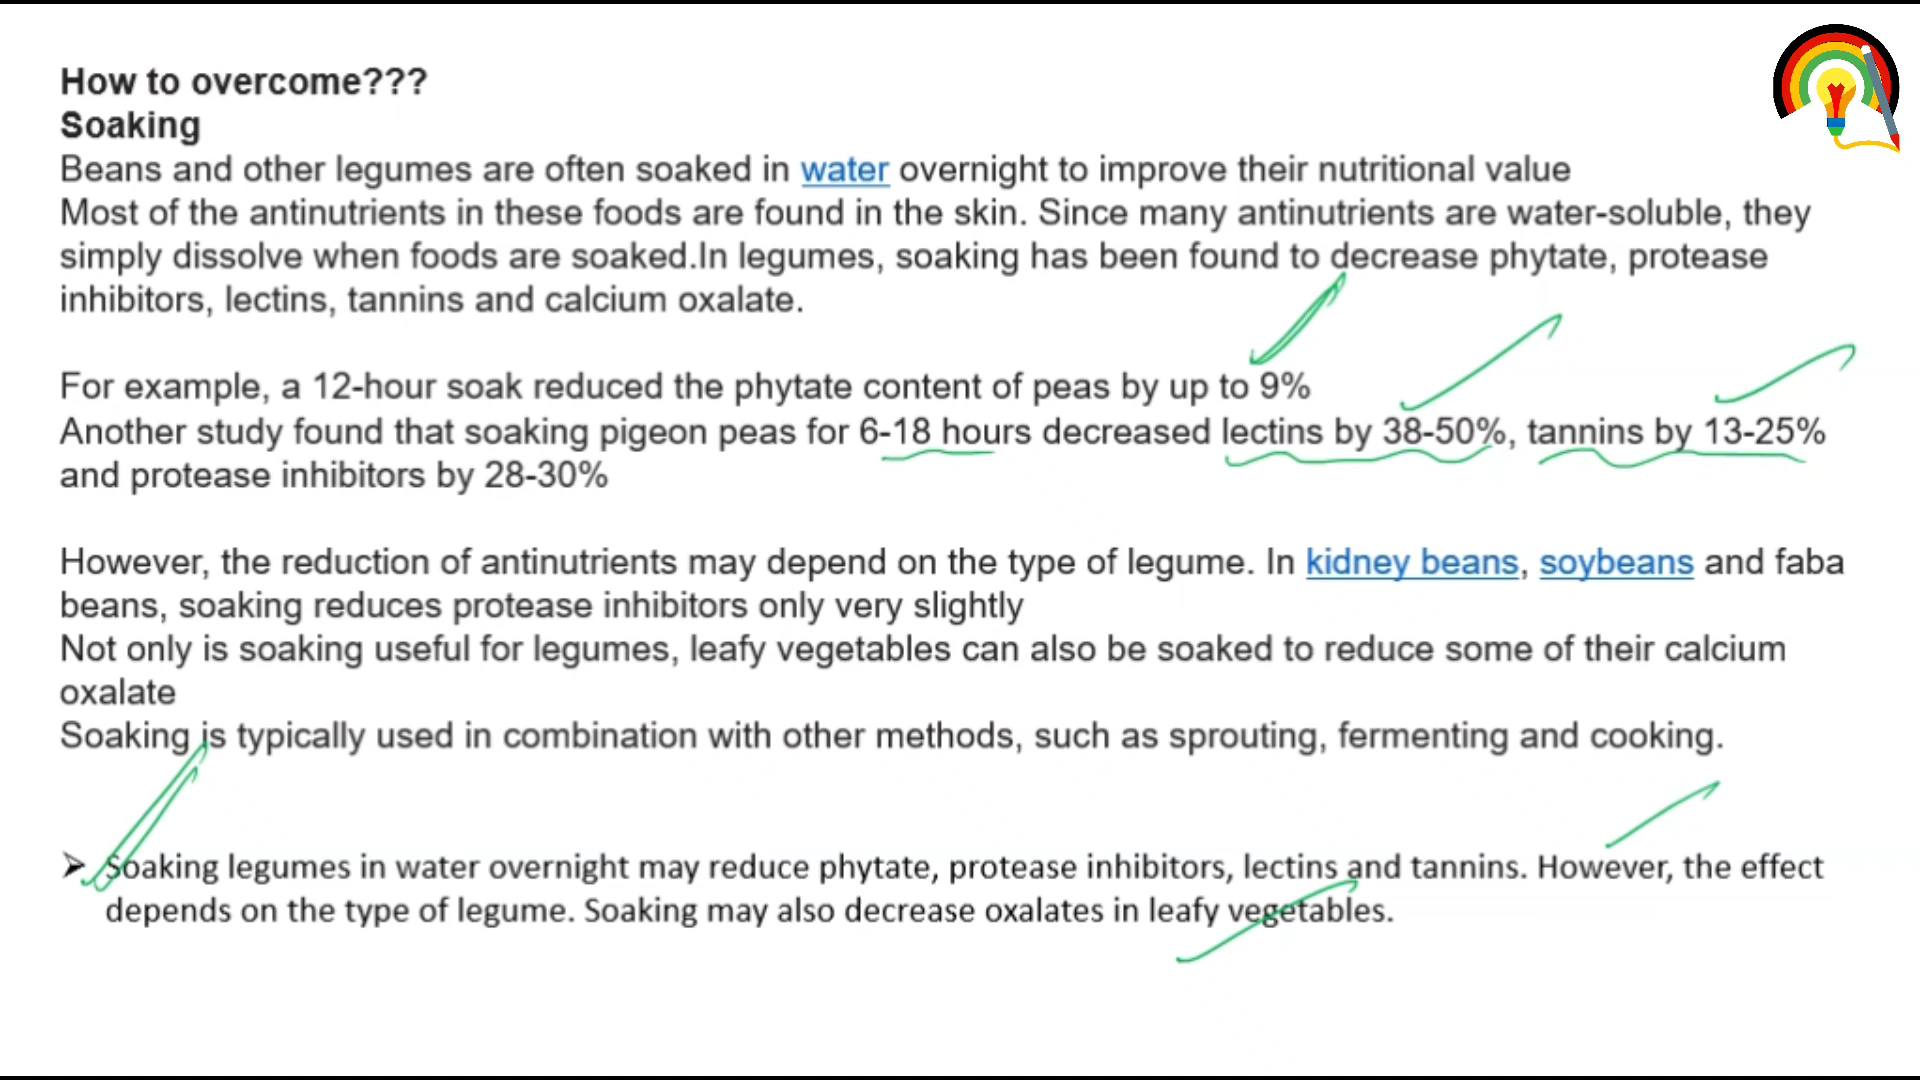 How to overcome???
Soaking
Beans and other legumes are often soaked in water overnight to improve their nutritional value
Most of the antinutrients in these foods are found in the skin. Since many antinutrients are water-soluble, they
simply dissolve when foods are soaked.In legumes, soaking has been found to decrease phytate, protease
inhibitors, lectins, tannins and calcium oxalate.
For example, a 12-hour soak reduced the phytate content of peas by up to 9%
Another study found that soaking pigeon peas for 6-18 hours decreased lectins by 38-50%, tannins by 13-25%
and protease inhibitors by 28-30%
However, the reduction of antinutrients may depend on the type of legume. In kidney beans, soybeans and faba
beans, soaking reduces protease inhibitors only very slightly
Not only is soaking useful for legumes, leafy vegetables can also be soaked to reduce some of their calcium
oxalate
Soaking is typically used in combination with other methods, such as sprouting, fermenting and cooking.
➤ Soaking legumes in water overnight may reduce phytate, protease inhibitors, lectins and tannins. However, the effect
depends on the type of legume. Soaking may also decrease oxalates in leafy vegetables.